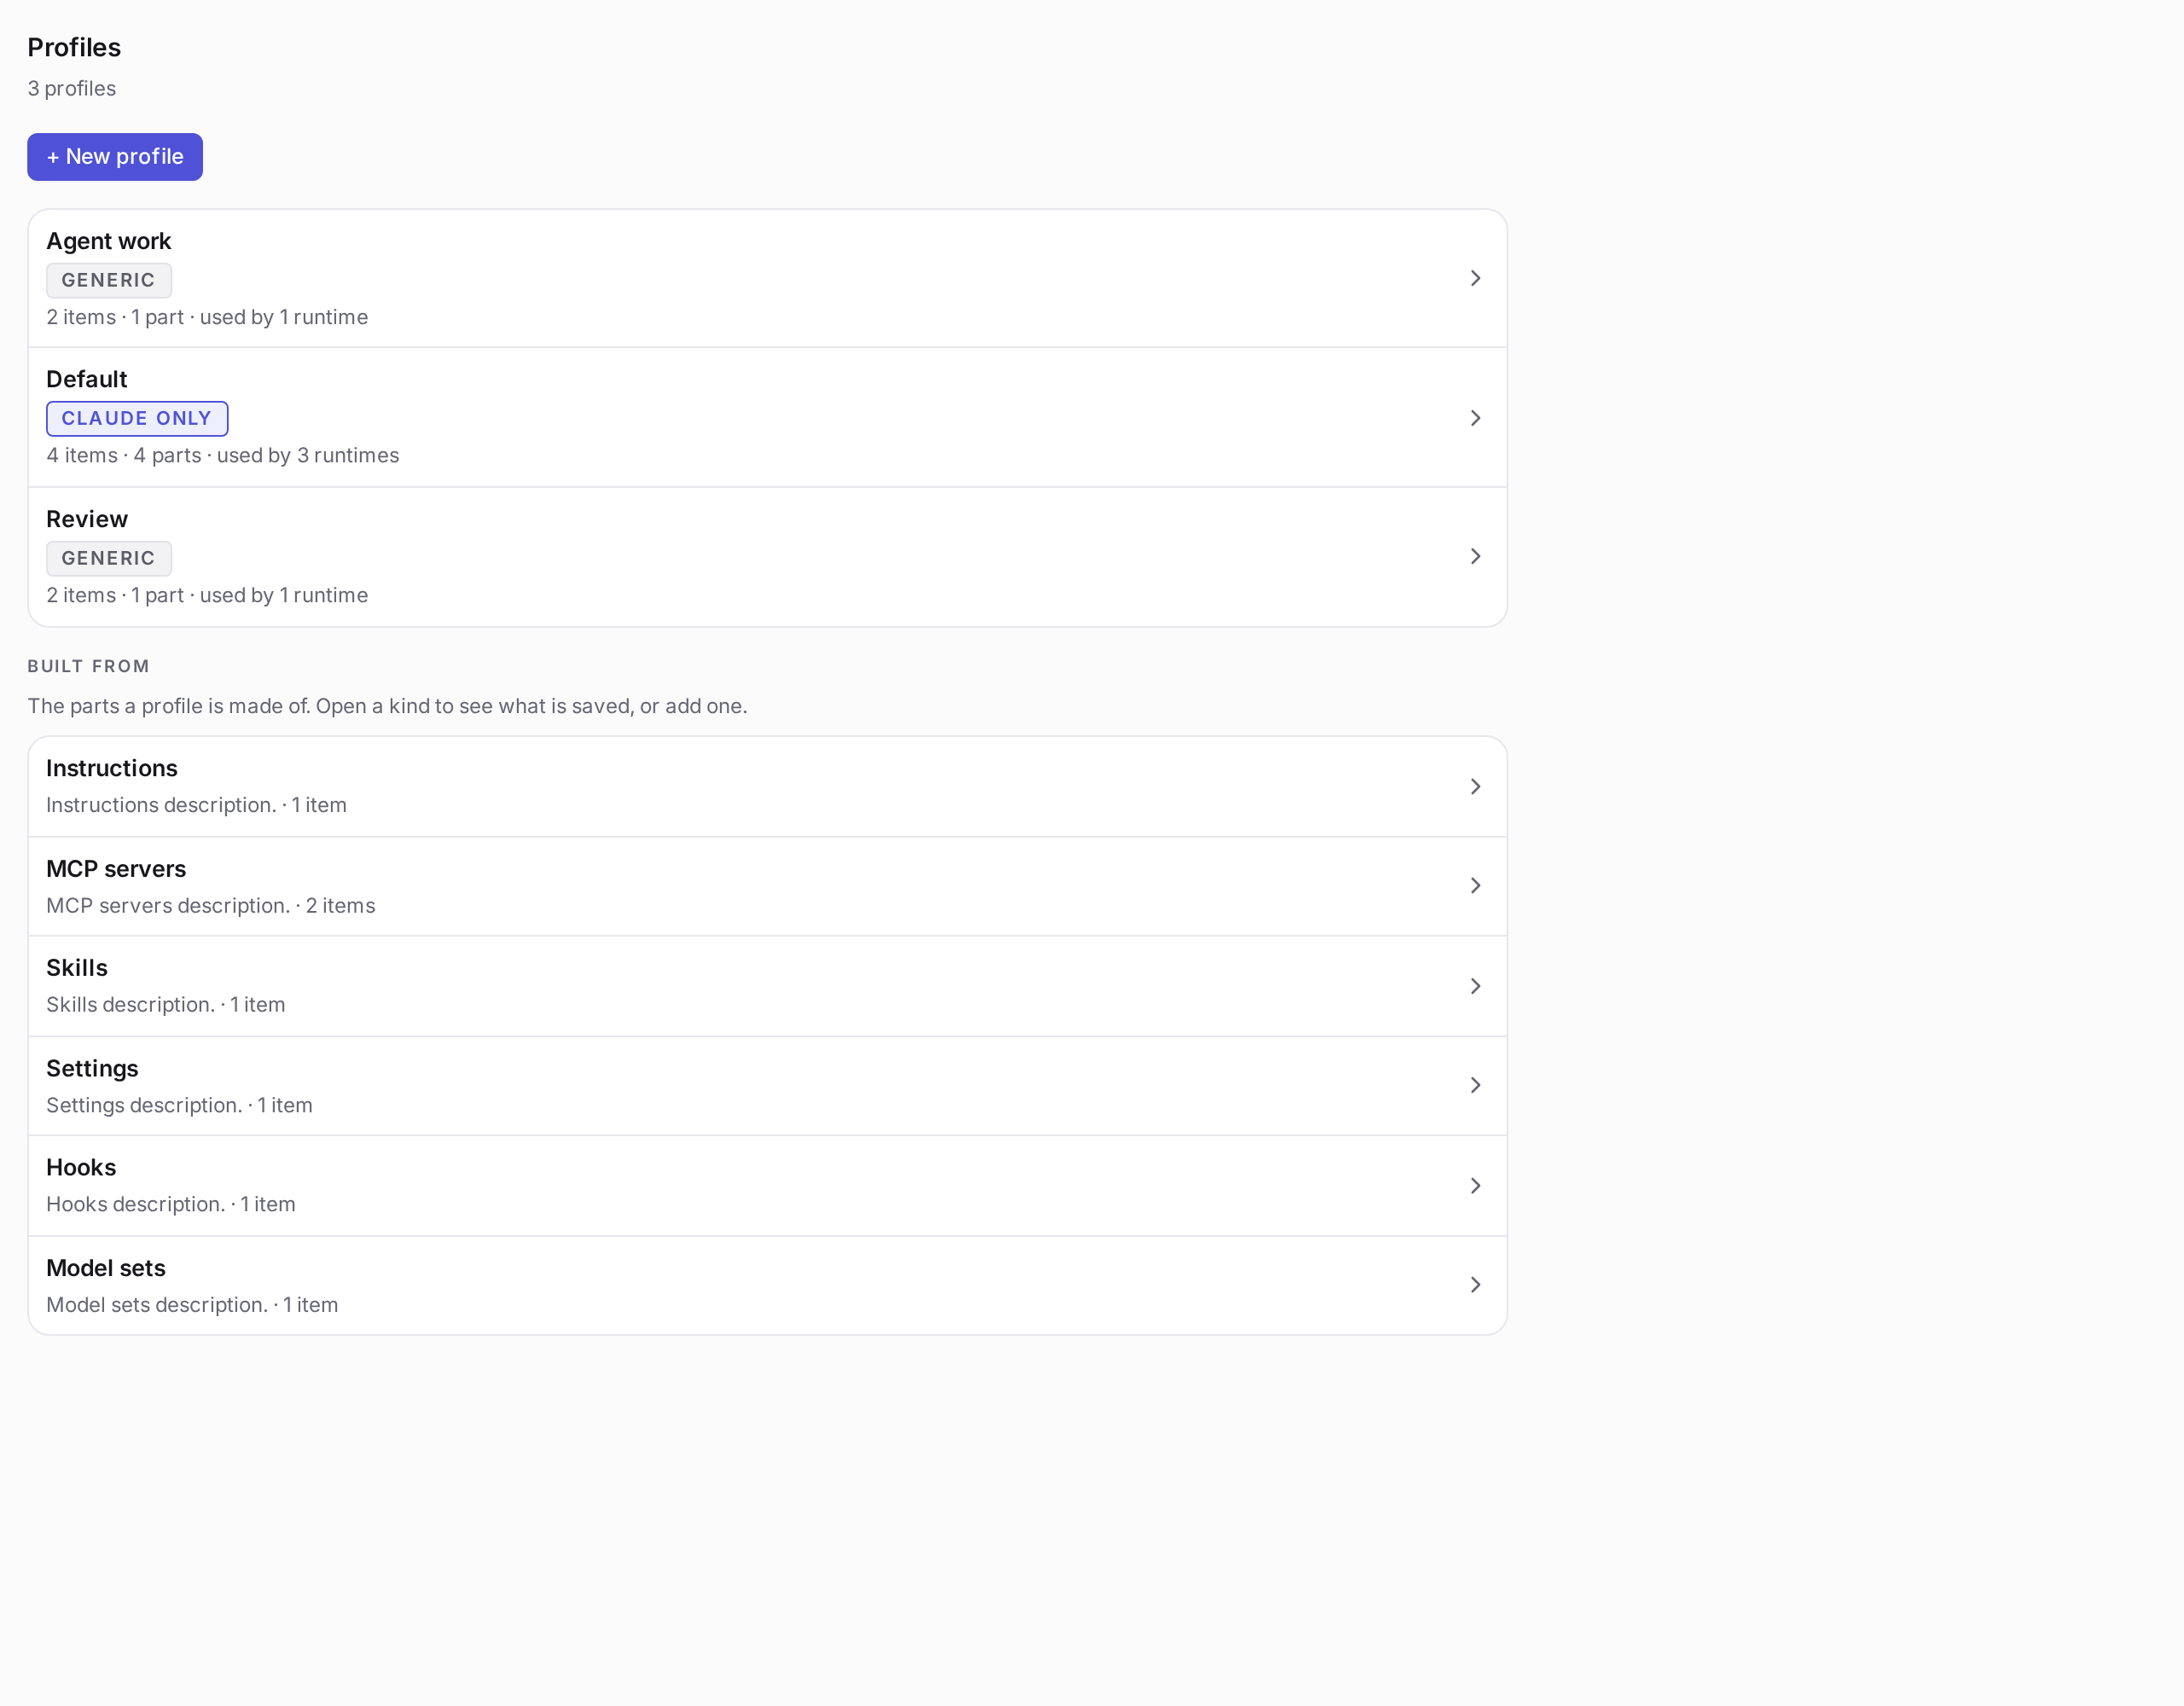 Profiles
3 profiles
+ New profile
Agent work
GENERIC
2 items · 1 part · used by 1 runtime
Default
CLAUDE ONLY
4 items · 4 parts · used by 3 runtimes
Review
GENERIC
2 items · 1 part · used by 1 runtime
BUILT FROM
The parts a profile is made of. Open a kind to see what is saved, or add one.
Instructions
Instructions description. · 1 item
MCP servers
MCP servers description. · 2 items
Skills
Skills description. · 1 item
Settings
Settings description. · 1 item
Hooks
Hooks description. · 1 item
Model sets
Model sets description. · 1 item